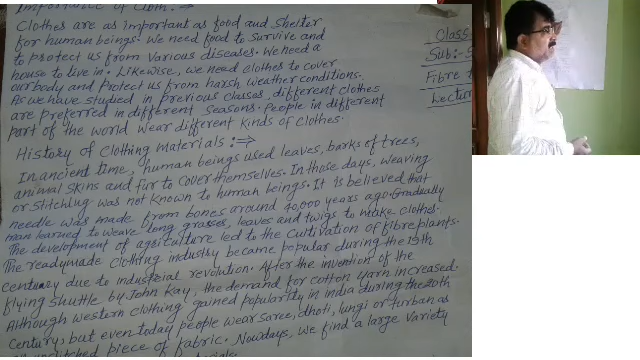 Importance of Cloth :⇒
Clothes are as important as food and Shelter
for human beings. We need food to Survive and
to protect us from various diseases. We need a
house to live in. Likewise, we need clothes to cover
our body and Protect us from harsh weather conditions.
As we have studied in previous classes, different clothes
are preferred in different seasons. People in different
part of the world wear different kinds of clothes.
History of Clothing Materials :⇒
In ancient time, human beings used leaves, barks of trees,
animal skins and fur to cover themselves. In those days, weaving
or stitching was not known to human beings. It is believed that
needle was made from bones around 40,000 years ago. Gradually
man learned to weave long grasses, leaves and twigs to make clothes.
The development of agriculture led to the cultivation of fibre plants.
The readymade clothing industry became popular during the 19th
century due to industrial revolution. After the invention of the
flying shuttle by John Kay, the demand for cotton yarn increased.
Although Western clothing gained popularity in India during the 20th
century, but even today people wear saree, dhoti, lungi or turban as
piece of fabric. Nowdays, we find a large variety
Class
Sub:- S
Fibre t
Lectur